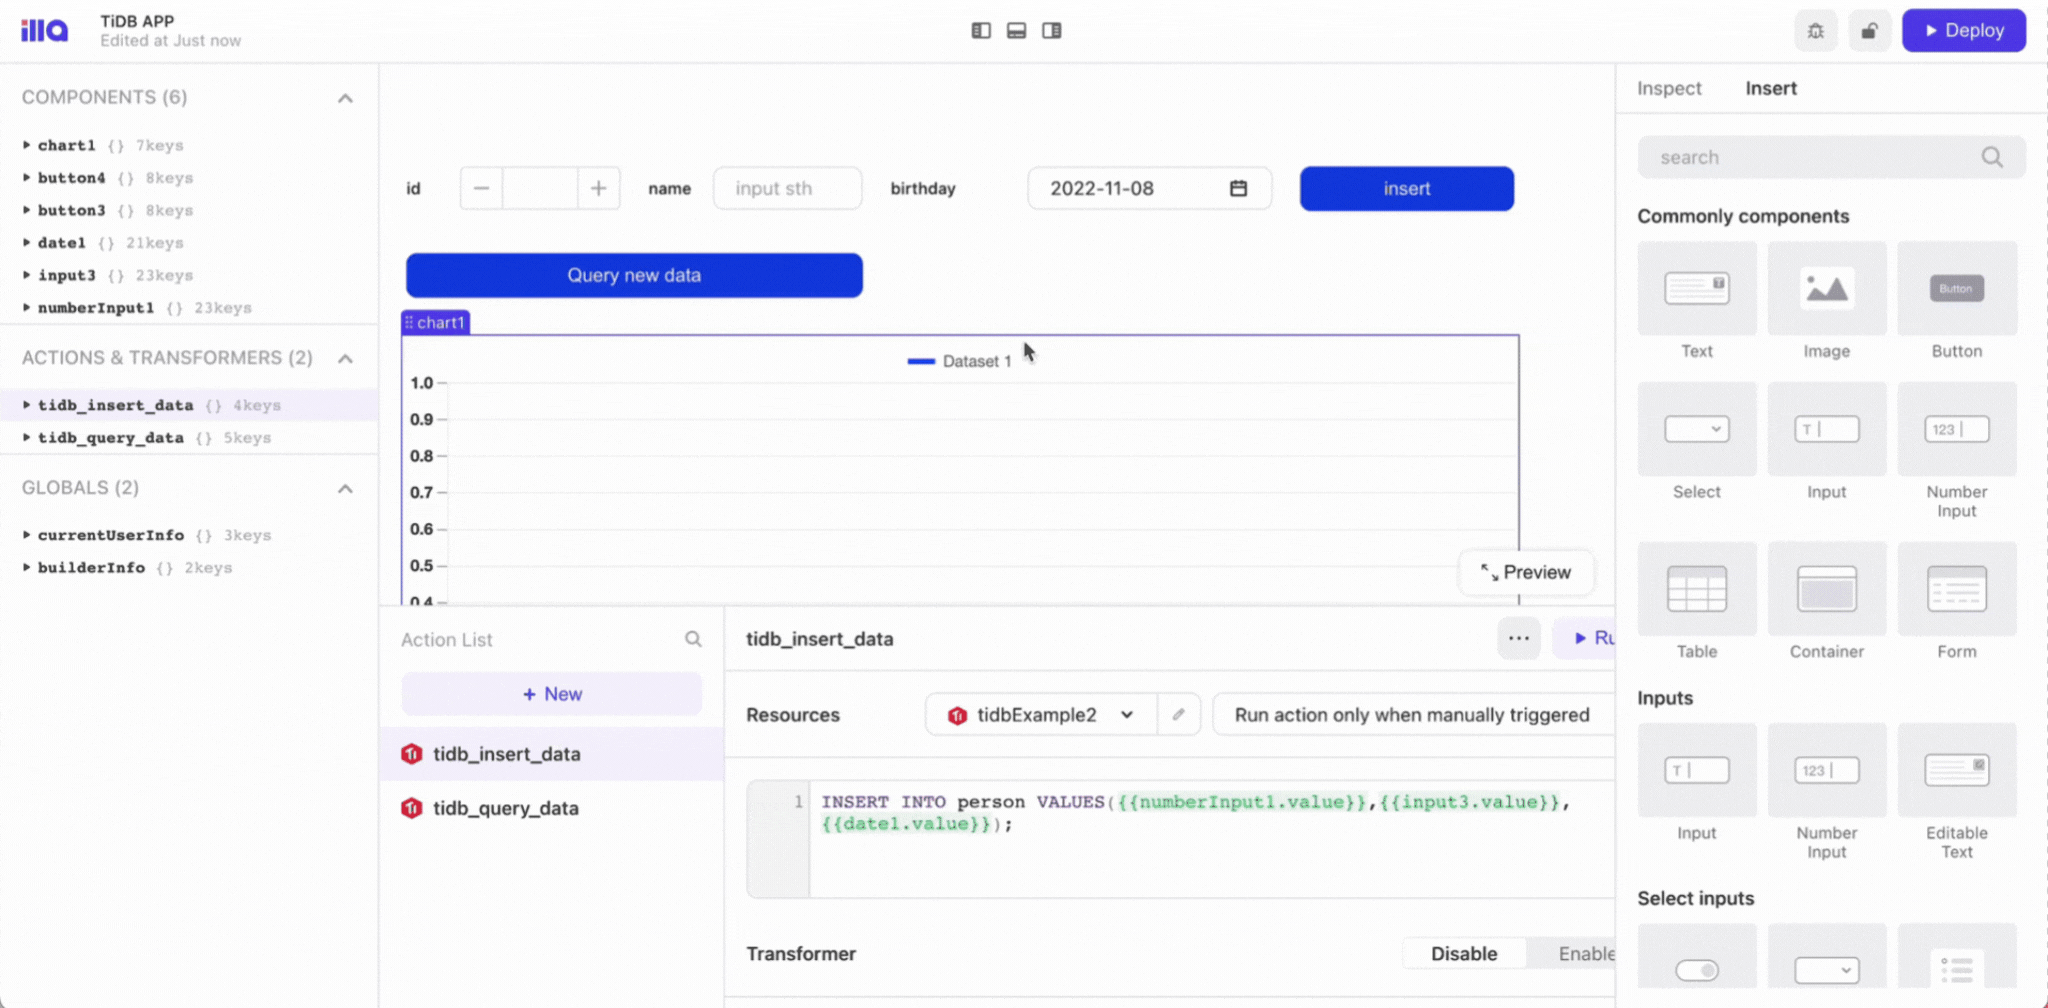 illa
TiDB APP
Edited at Just now
Deploy
COMPONENTS (6)
chart1 {} 7keys
button4 {} 8keys
button3 {} 8keys
date1 {} 21keys
input3 {} 23keys
numberInput1 {} 23keys
ACTIONS & TRANSFORMERS (2)
tidb_insert_data {} 4keys
tidb_query_data {} 5keys
GLOBALS (2)
currentUserInfo {} 3keys
builderInfo {} 2keys
id
name
input sth
birthday
2022-11-08
insert
Query new data
chart1
Dataset 1
1.0
0.9
0.8
0.7
0.6
0.5
0.4
Preview
Action List
+ New
tidb_insert_data
tidb_query_data
tidb_insert_data
...
Ru
Resources
tidbExample2
Run action only when manually triggered
1
INSERT INTO person VALUES({{numberInput1.value}},{{input3.value}},
{{date1.value}});
Transformer
Disable
Enable
Inspect
Insert
search
Commonly components
Button
Text
Image
Button
T
123
Select
Input
Number
Input
Table
Container
Form
Inputs
T
123
Input
Number
Input
Editable
Text
Select inputs